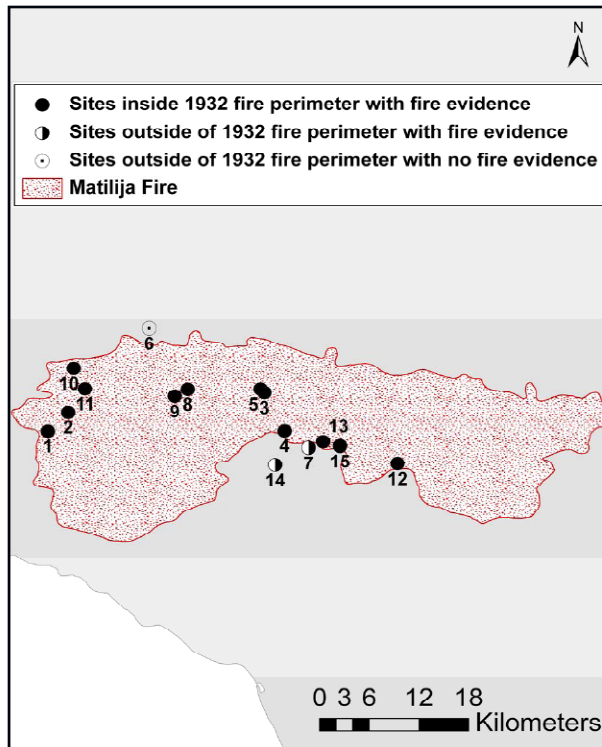 N
Sites inside 1932 fire perimeter with fire evidence
Sites outside of 1932 fire perimeter with fire evidence
Sites outside of 1932 fire perimeter with no fire evidence
Matilija Fire
6
10
11
5
3
9
8
2
1
4
13
7
15
14
12
0 3 6 12 18
Kilometers